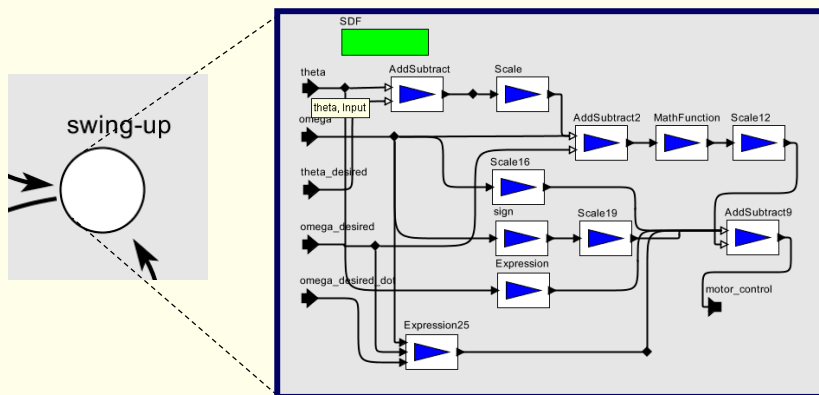 swing-up
SDF
theta
AddSubtract
Scale
theta, Input
omega
AddSubtract2
MathFunction
Scale12
theta_desired
Scale16
sign
Scale19
AddSubtract9
omega_desired
Expression
omega_desired_dot
motor_control
Expression25